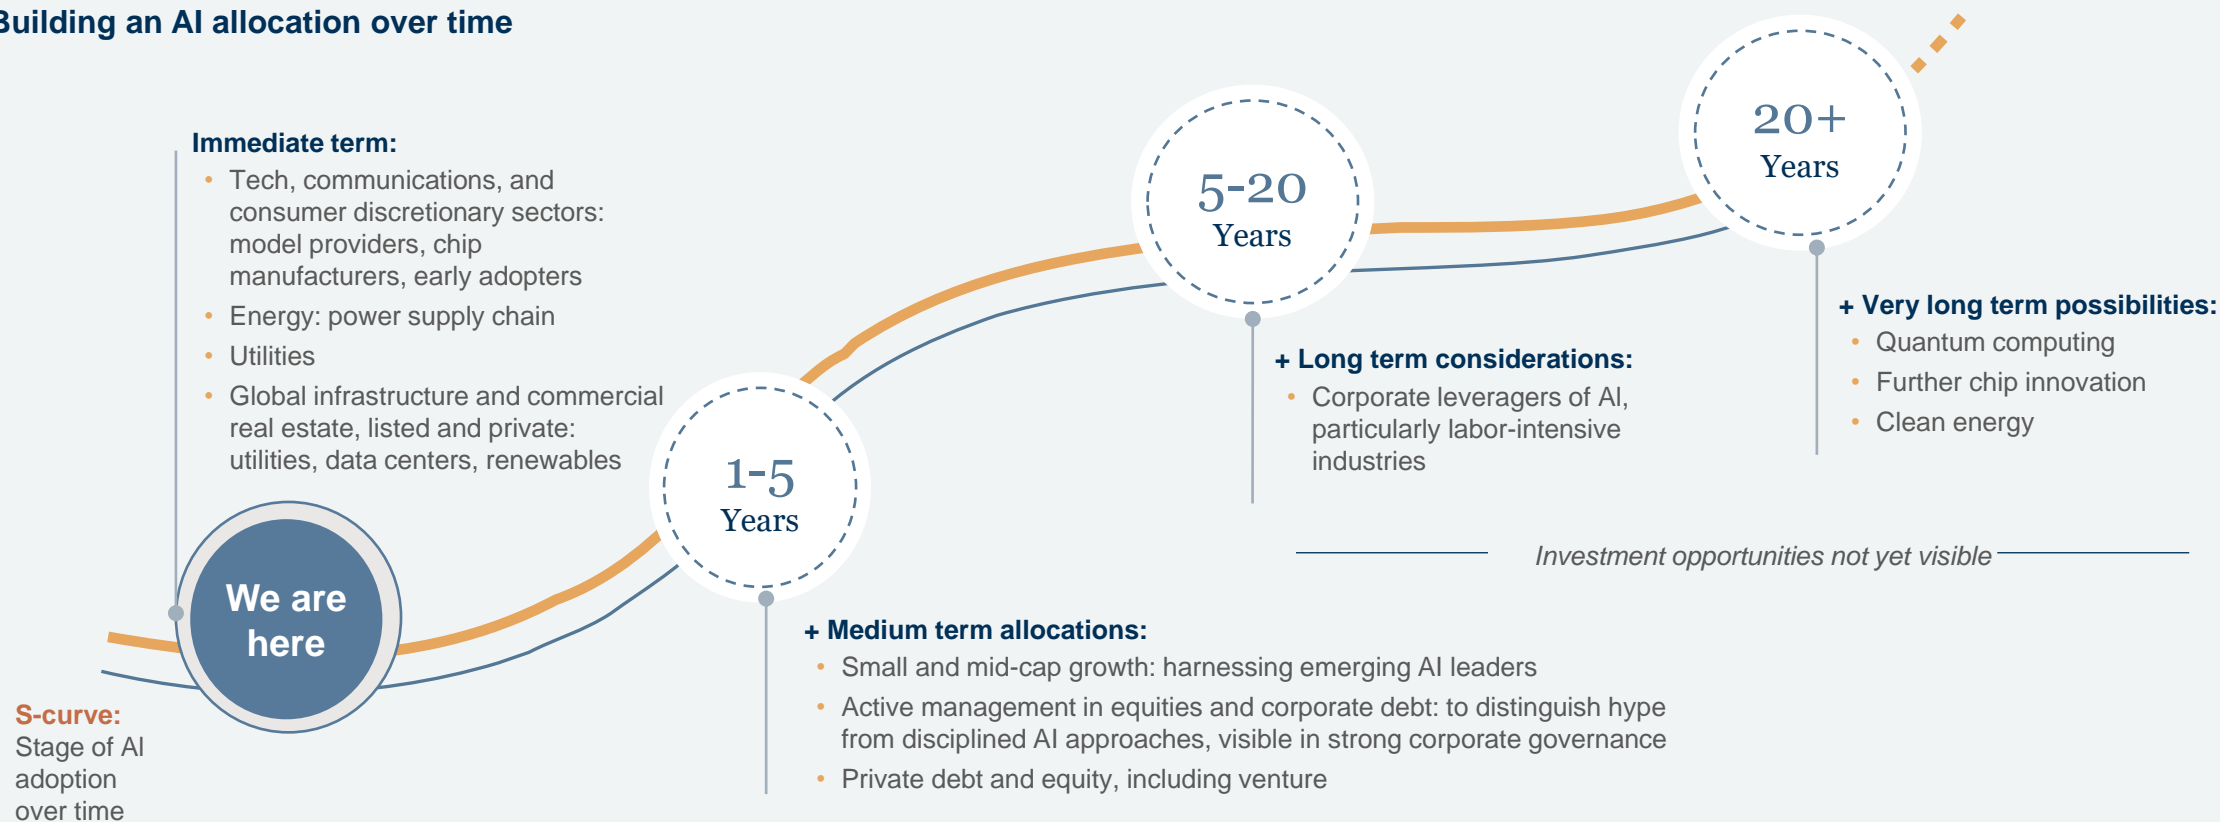 Building an AI allocation over time
Immediate term:
• Tech, communications, and
consumer discretionary sectors:
model providers, chip
manufacturers, early adopters
• Energy: power supply chain
• Utilities
• Global infrastructure and commercial
real estate, listed and private:
utilities, data centers, renewables
We are
here
S-curve:
Stage of AI
adoption
over time
1-5
Years
+ Medium term allocations:
• Small and mid-cap growth: harnessing emerging AI leaders
• Active management in equities and corporate debt: to distinguish hype
from disciplined AI approaches, visible in strong corporate governance
• Private debt and equity, including venture
5-20
Years
+ Long term considerations:
• Corporate leveragers of AI,
particularly labor-intensive
industries
20+
Years
+ Very long term possibilities:
• Quantum computing
• Further chip innovation
• Clean energy
Investment opportunities not yet visible